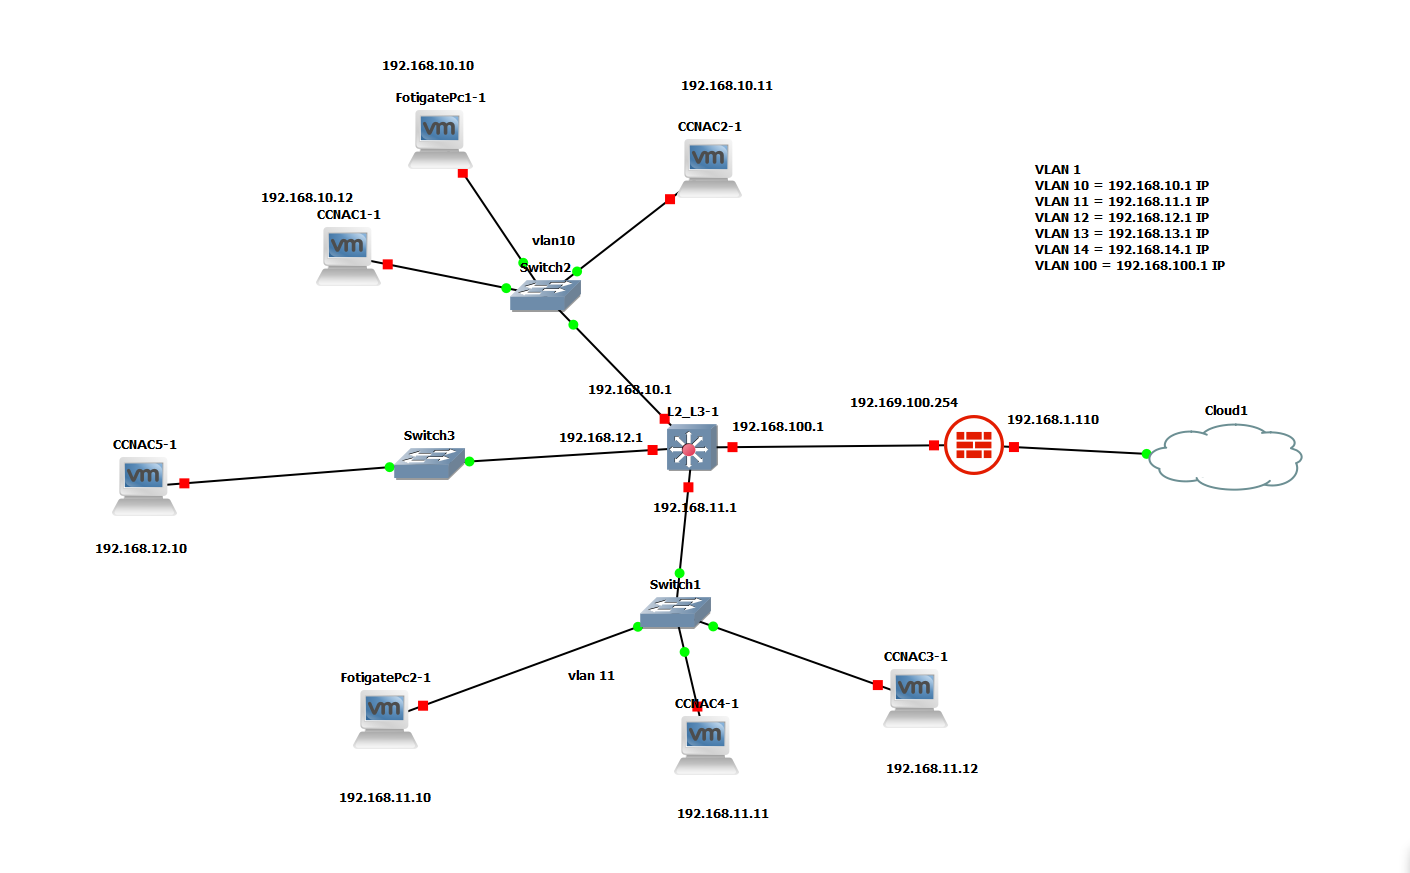 192.168.10.10
FotigatePc1-1
vm
192.168.10.11
CCNAC2-1
vm
192.168.10.12
CCNAC1-1
vm
vlan10
Switch2
VLAN 1
VLAN 10 = 192.168.10.1 IP
VLAN 11 = 192.168.11.1 IP
VLAN 12 = 192.168.12.1 IP
VLAN 13 = 192.168.13.1 IP
VLAN 14 = 192.168.14.1 IP
VLAN 100 = 192.168.100.1 IP
192.168.10.1
L2_L3-1
192.168.100.1
192.169.100.254
192.168.1.110
Cloud1
CCNAC5-1
vm
192.168.12.10
Switch3
192.168.12.1
192.168.11.1
Switch1
vlan 11
FotigatePc2-1
vm
192.168.11.10
CCNAC4-1
vm
192.168.11.11
CCNAC3-1
vm
192.168.11.12